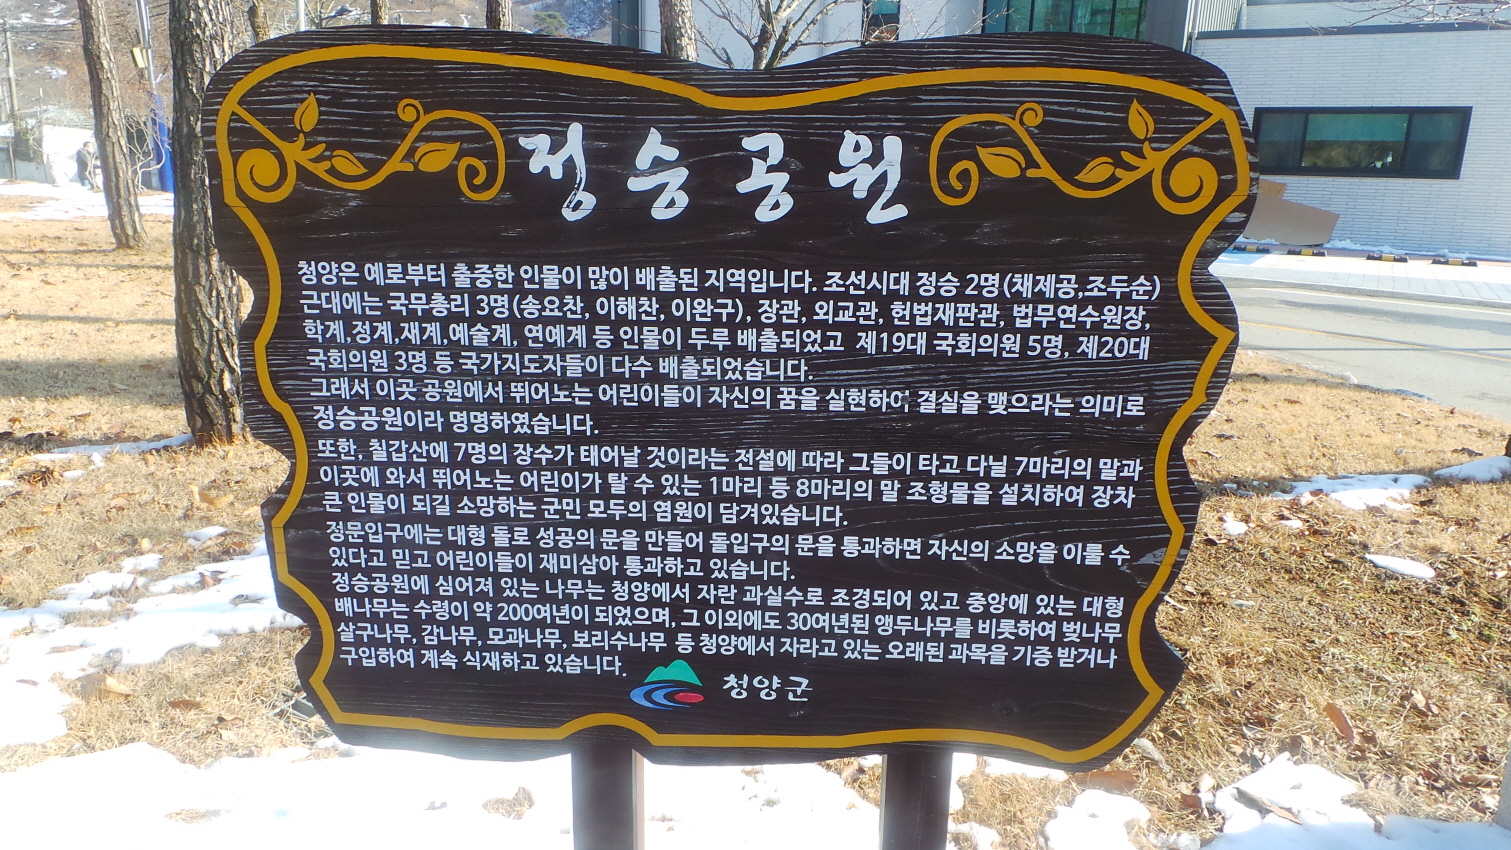 정승공원
청양은 예로부터 출중한 인물이 많이 배출된 지역입니다. 조선시대 정승 2명(채제공,조두순)
근대에는 국무총리 3명(송요찬, 이해찬, 이완구), 장관, 외교관, 헌법재판관, 법무연수원장,
학계,정계,재계,예술계, 연예계 등 인물이 두루 배출되었고 제19대 국회의원 5명, 제20대
국회의원 3명 등 국가지도자들이 다수 배출되었습니다.
그래서 이곳 공원에서 뛰어노는 어린이들이 자신의 꿈을 실현하여 결실을 맺으라는 의미로
정승공원이라 명명하였습니다.
또한, 칠갑산에 7명의 장수가 태어날 것이라는 전설에 따라 그들이 타고 다닐 7마리의 말과
이곳에 와서 뛰어노는 어린이가 탈 수 있는 1마리 등 8마리의 말 조형물을 설치하여 장차
큰 인물이 되길 소망하는 군민 모두의 염원이 담겨있습니다.
정문입구에는 대형 돌로 성공의 문을 만들어 돌입구의 문을 통과하면 자신의 소망을 이룰 수
있다고 믿고 어린이들이 재미삼아 통과하고 있습니다.
정승공원에 심어져 있는 나무는 청양에서 자란 과실수로 조경되어 있고 중앙에 있는 대형
배나무는 수령이 약 200여년이 되었으며, 그 이외에도 30여년된 앵두나무를 비롯하여 벚나무
살구나무, 감나무, 모과나무, 보리수나무 등 청양에서 자라고 있는 오래된 과목을 기증 받거나
구입하여 계속 식재하고 있습니다.
청양군